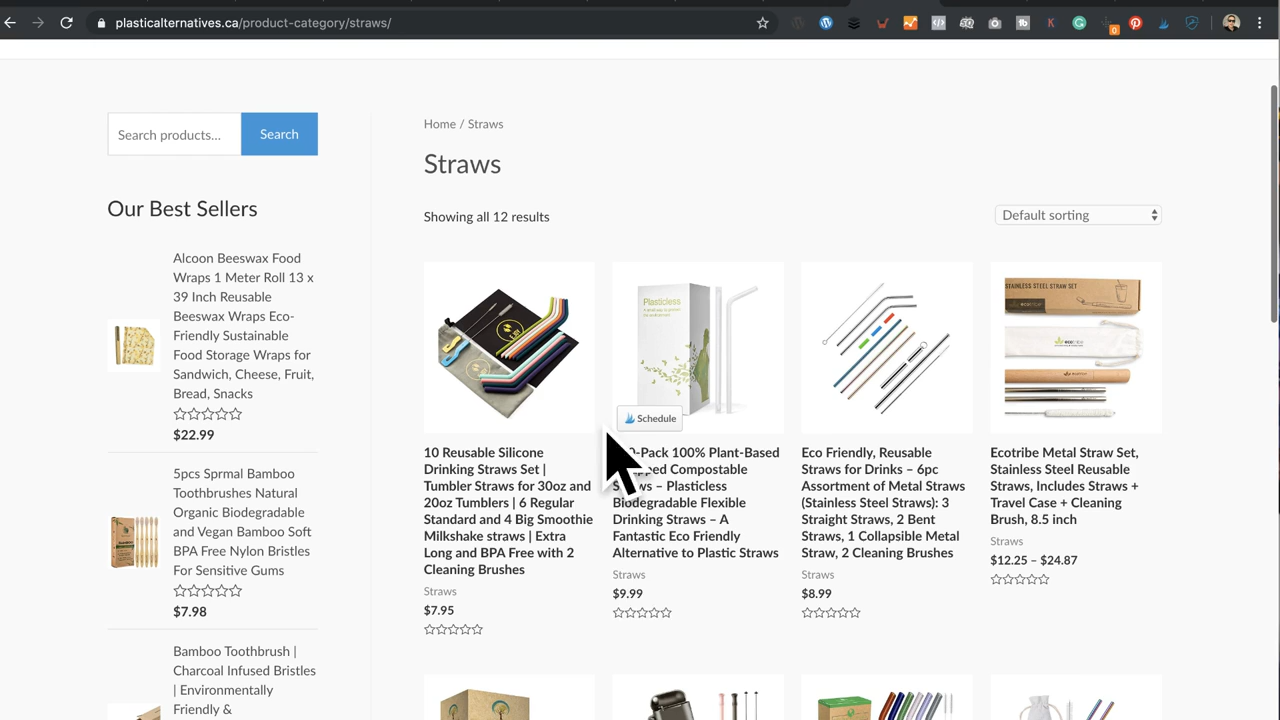 plasticalternatives.ca/product-category/straws/
0
Search products...
Search
Our Best Sellers
Alcoon Beeswax Food
Wraps 1 Meter Roll 13 x
39 Inch Reusable
Beeswax Wraps Eco-
Friendly Sustainable
Food Storage Wraps for
Sandwich, Cheese, Fruit,
Bread, Snacks
$22.99
5pcs Sprmal Bamboo
Toothbrushes Natural
Organic Biodegradable
and Vegan Bamboo Soft
BPA Free Nylon Bristles
For Sensitive Gums
$7.98
Bamboo Toothbrush |
Charcoal Infused Bristles
| Environmentally
Friendly &
Home / Straws
Straws
Showing all 12 results
Default sorting
10 Reusable Silicone
Drinking Straws Set |
Tumbler Straws for 30oz and
20oz Tumblers | 6 Regular
Standard and 4 Big Smoothie
Milkshake straws | Extra
Long and BPA Free with 2
Cleaning Brushes
Straws
$7.95
Plasticless
Schedule
-Pack 100% Plant-Based
Compostable
– Plasticless
Biodegradable Flexible
Drinking Straws – A
Fantastic Eco Friendly
Alternative to Plastic Straws
Straws
$9.99
Eco Friendly, Reusable
Straws for Drinks – 6pc
Assortment of Metal Straws
(Stainless Steel Straws): 3
Straight Straws, 2 Bent
Straws, 1 Collapsible Metal
Straw, 2 Cleaning Brushes
Straws
$8.99
STAINLESS STEEL STRAW SET
ecotribe
Ecotribe Metal Straw Set,
Stainless Steel Reusable
Straws, Includes Straws +
Travel Case + Cleaning
Brush, 8.5 inch
Straws
$12.25 – $24.87